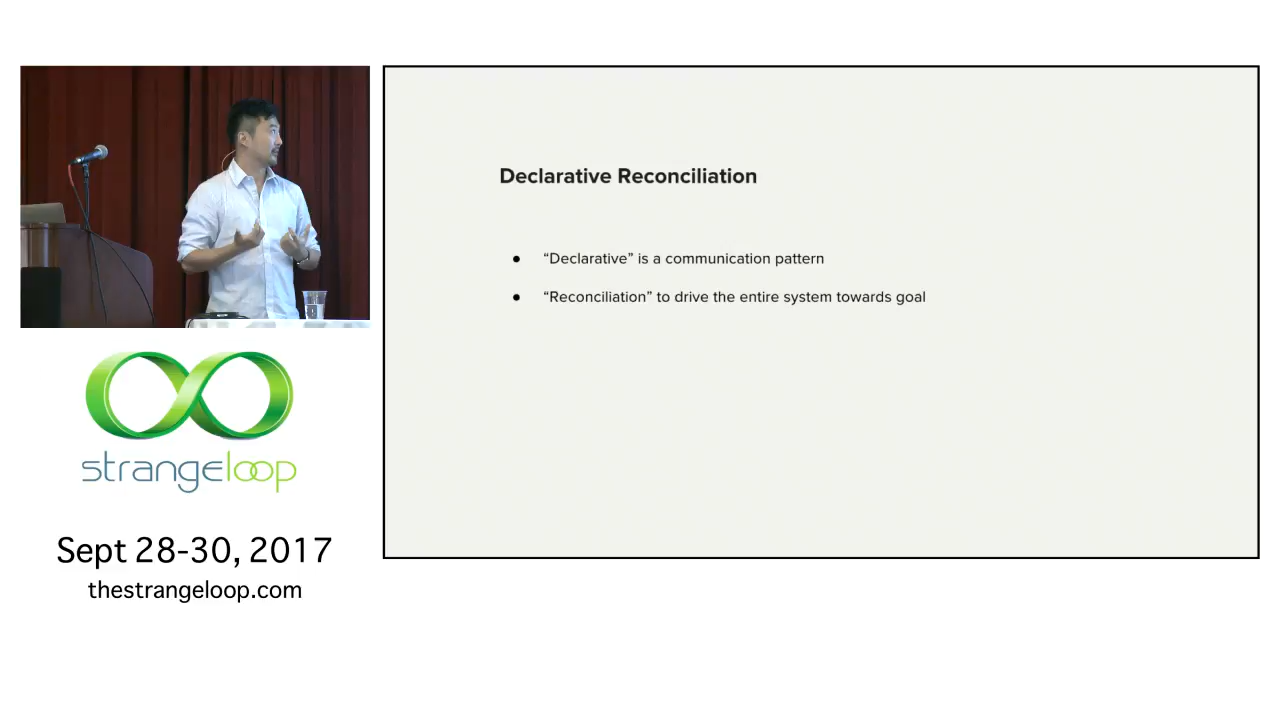 Declarative Reconciliation
● “Declarative” is a communication pattern
● “Reconciliation” to drive the entire system towards goal
strangeloop
Sept 28-30, 2017
thestrangeloop.com